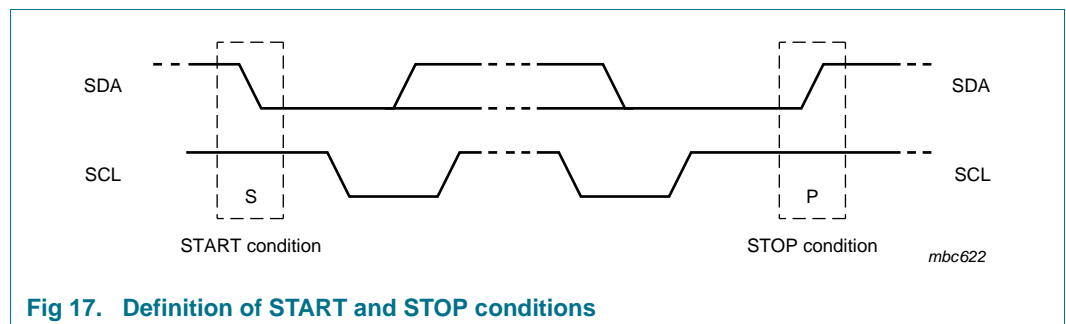 SDA
SDA
SCL
SCL
S
P
START condition
STOP condition
mbc622
Fig 17. Definition of START and STOP conditions